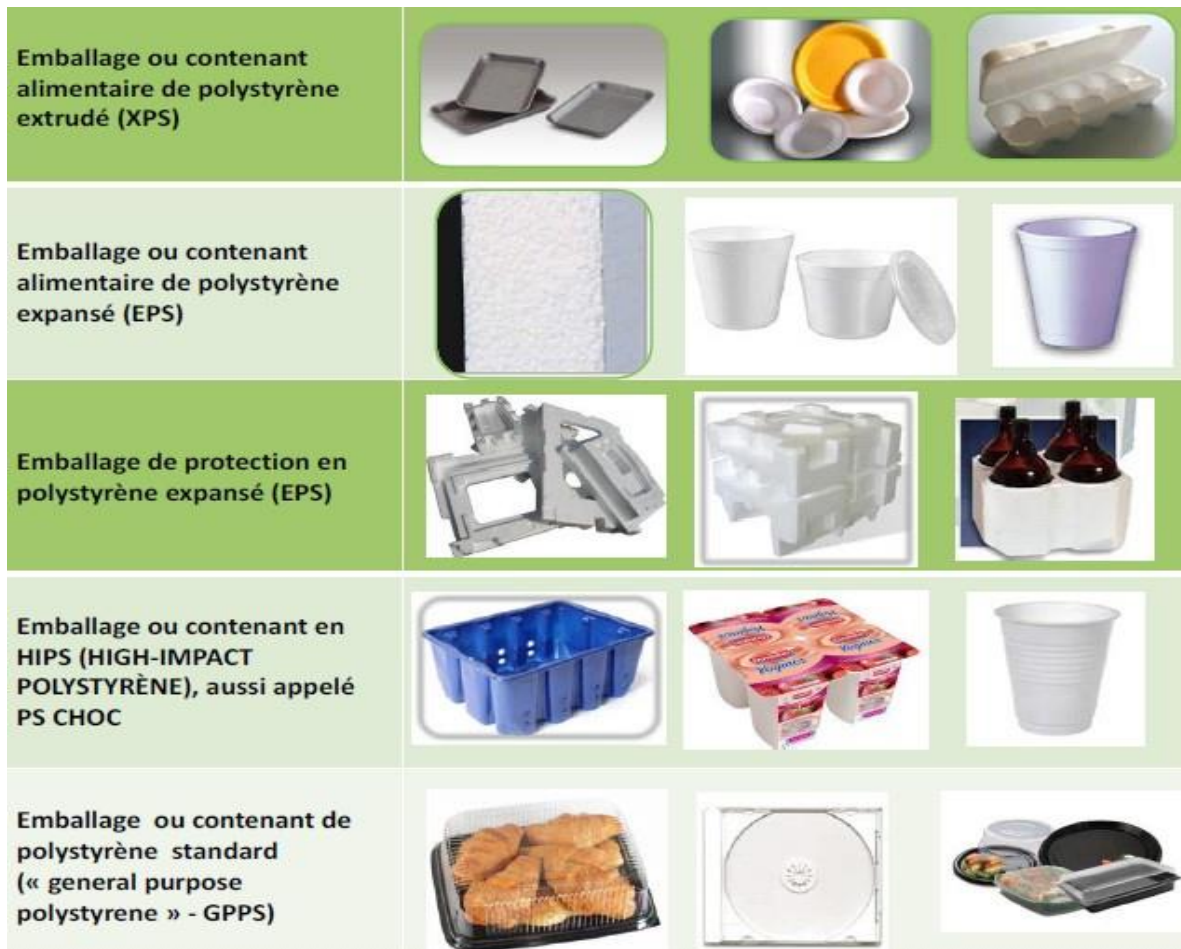 Emballage ou contenant
alimentaire de polystyrène
extrudé (XPS)
Emballage ou contenant
alimentaire de polystyrène
expansé (EPS)
Emballage de protection en
polystyrène expansé (EPS)
Emballage ou contenant en
HIPS (HIGH-IMPACT
POLYSTYRÈNE), aussi appelé
PS CHOC
Emballage  ou contenant de
polystyrène  standard
(« general purpose
polystyrene » - GPPS)